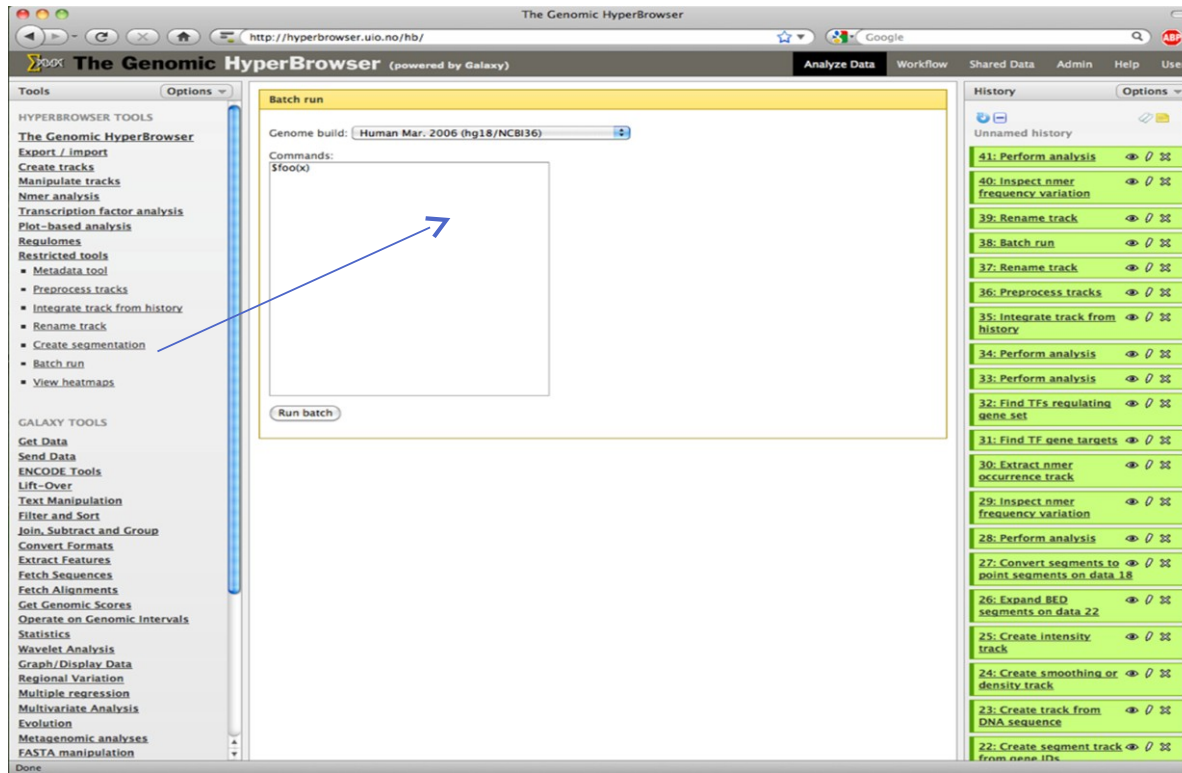 The Genomic HyperBrowser
http://hyperbrowser.uio.no/hb/
Google
ABP
The Genomic HyperBrowser (powered by Galaxy)
Analyze Data Workflow Shared Data Admin Help Use
Tools
Options
HYPERBROWSER TOOLS
The Genomic HyperBrowser
Export / import
Create tracks
Manipulate tracks
Nmer analysis
Transcription factor analysis
Plot-based analysis
Regulomes
Restricted tools
Metadata tool
Preprocess tracks
Integrate track from history
Rename track
Create segmentation
Batch run
View heatmaps
GALAXY TOOLS
Get Data
Send Data
ENCODE Tools
Lift-Over
Text Manipulation
Filter and Sort
Join, Subtract and Group
Convert Formats
Extract Features
Fetch Sequences
Fetch Alignments
Get Genomic Scores
Operate on Genomic Intervals
Statistics
Wavelet Analysis
Graph/Display Data
Regional Variation
Multiple regression
Multivariate Analysis
Evolution
Metagenomic analyses
FASTA manipulation
Done
Batch run
Genome build: Human Mar. 2006 (hg18/NCBI36)
Commands:
$foo(x)
Run batch
History
Options
Unnamed history
41: Perform analysis
40: Inspect nmer
frequency variation
39: Rename track
38: Batch run
37: Rename track
36: Preprocess tracks
35: Integrate track from
history
34: Perform analysis
33: Perform analysis
32: Find TFs regulating
gene set
31: Find TF gene targets
30: Extract nmer
occurrence track
29: Inspect nmer
frequency variation
28: Perform analysis
27: Convert segments to
point segments on data 18
26: Expand BED
segments on data 22
25: Create intensity
track
24: Create smoothing or
density track
23: Create track from
DNA sequence
22: Create segment track
from gene IDs